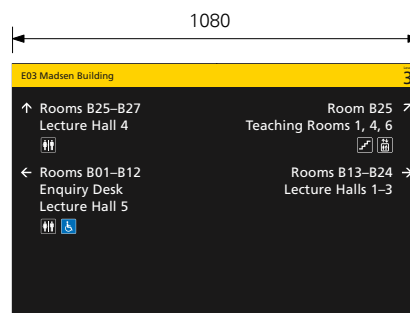 1080
E03 Madsen Building
3
↑ Rooms B25–B27
Lecture Hall 4
← Rooms B01–B12
Enquiry Desk
Lecture Hall 5
Room B25 ↗
Teaching Rooms 1, 4, 6
Rooms B13–B24 →
Lecture Halls 1–3